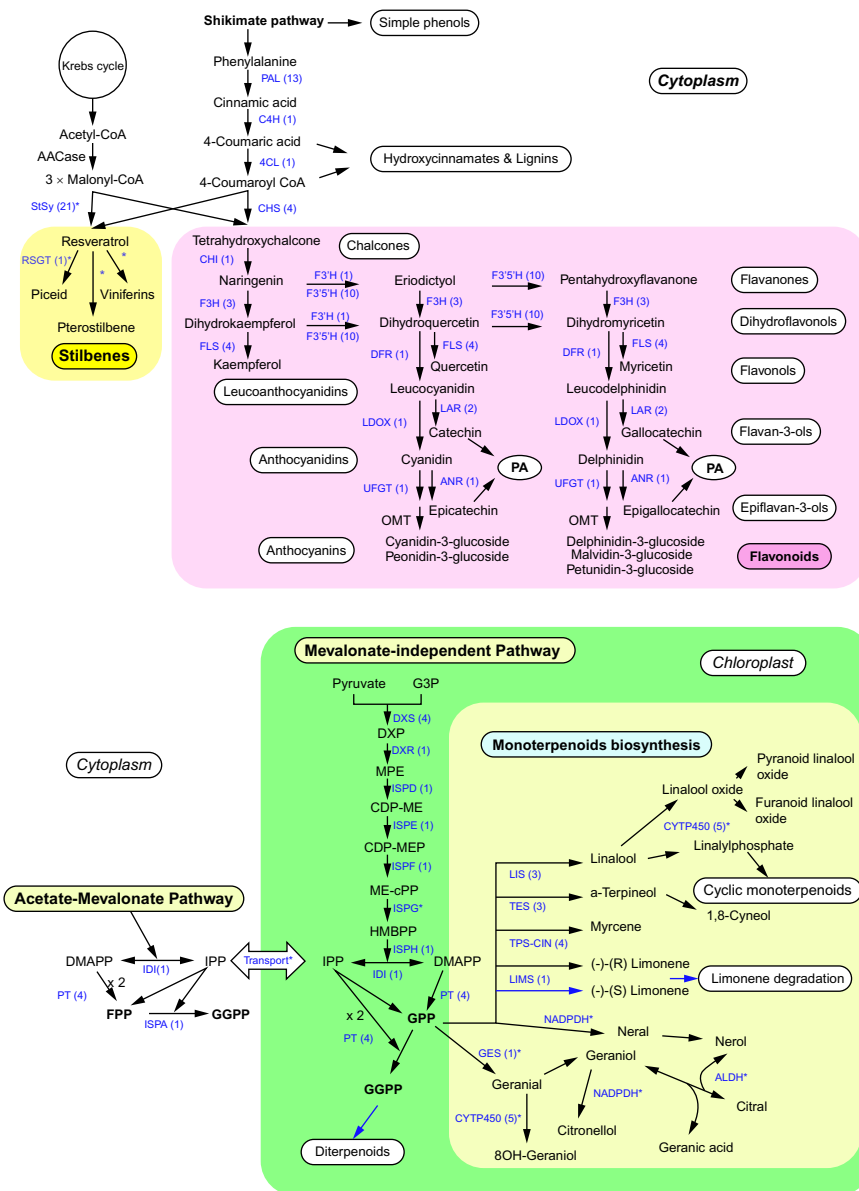 Shikimate pathway
Simple phenols
Krebs cycle
Phenylalanine
PAL (13)
Cytoplasm
Cinnamic acid
C4H (1)
Acetyl-CoA
4-Coumaric acid
AACase
4CL (1)
Hydroxycinnamates & Lignins
3 × Malonyl-CoA
4-Coumaroyl CoA
StSy (21)*
CHS (4)
Resveratrol
RSGT (1)*
*
*
Piceid
Viniferins
Pterostilbene
Stilbenes
Tetrahydroxychalcone
Chalcones
CHI (1)
Naringenin
F3'H (1)
F3'5'H (10)
Eriodictyol
F3'5'H (10)
Pentahydroxyflavanone
Flavanones
F3H (3)
F3H (3)
F3H (3)
Dihydrokaempferol
F3'H (1)
F3'5'H (10)
Dihydroquercetin
F3'5'H (10)
Dihydromyricetin
Dihydroflavonols
FLS (4)
DFR (1)
FLS (4)
DFR (1)
FLS (4)
Kaempferol
Quercetin
Myricetin
Flavonols
Leucoanthocyanidins
Leucocyanidin
Leucodelphinidin
LDOX (1)
LAR (2)
LDOX (1)
LAR (2)
Catechin
Gallocatechin
Flavan-3-ols
Anthocyanidins
Cyanidin
PA
Delphinidin
PA
UFGT (1)
ANR (1)
UFGT (1)
ANR (1)
Epicatechin
Epigallocatechin
Epiflavan-3-ols
OMT
OMT
Anthocyanins
Cyanidin-3-glucoside
Peonidin-3-glucoside
Delphinidin-3-glucoside
Malvidin-3-glucoside
Petunidin-3-glucoside
Flavonoids
Mevalonate-independent Pathway
Chloroplast
Pyruvate
G3P
DXS (4)
DXP
DXR (1)
MPE
ISPD (1)
CDP-ME
ISPE (1)
CDP-MEP
ISPF (1)
ME-cPP
ISPG*
HMBPP
ISPH (1)
IPP
IDI (1)
DMAPP
x 2
PT (4)
PT (4)
GPP
GGPP
Diterpenoids
Cytoplasm
Acetate-Mevalonate Pathway
DMAPP
IDI(1)
IPP
Transport*
x 2
PT (4)
FPP
ISPA (1)
GGPP
Monoterpenoids biosynthesis
Pyranoid linalool
oxide
Linalool oxide
Furanoid linalool
oxide
CYTP450 (5)*
Linalylphosphate
Linalool
LIS (3)
Cyclic monoterpenoids
a-Terpineol
TES (3)
1,8-Cyneol
Myrcene
TPS-CIN (4)
(-)-(R) Limonene
LIMS (1)
Limonene degradation
(-)-(S) Limonene
NADPDH*
Neral
Nerol
GES (1)*
Geraniol
Geranial
NADPDH*
ALDH*
Citral
CYTP450 (5)*
Citronellol
Geranic acid
8OH-Geraniol